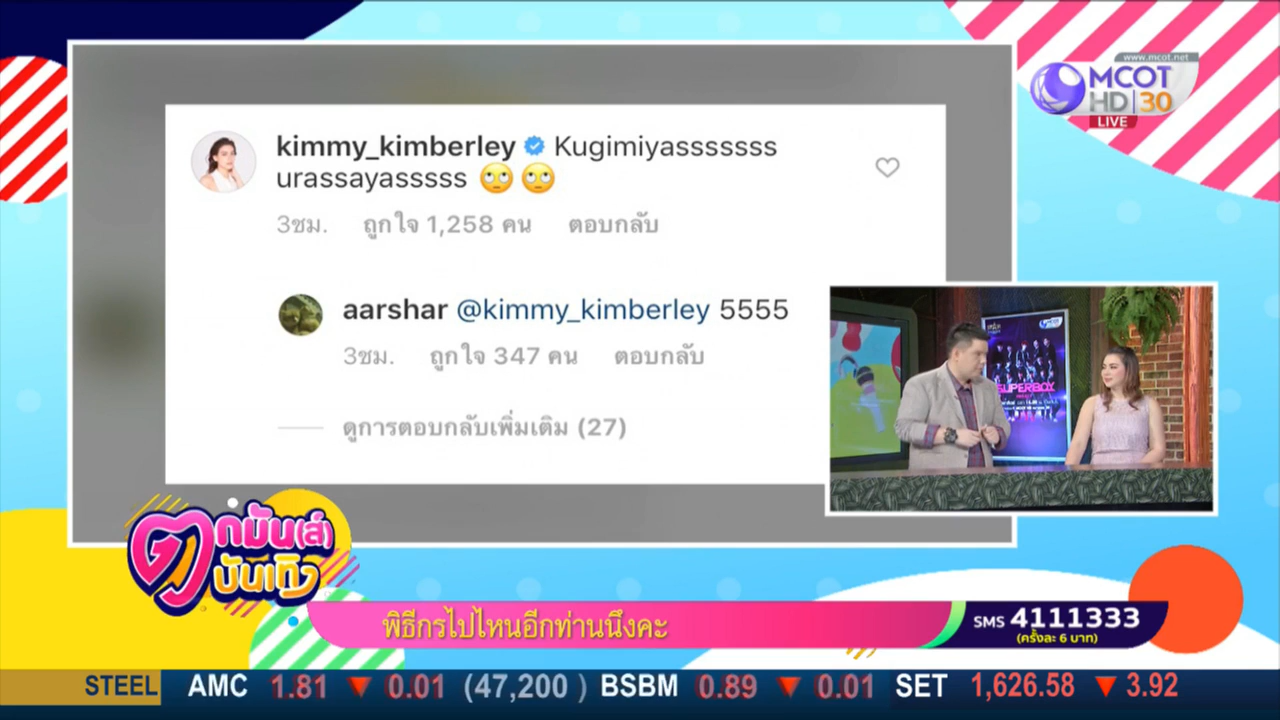 www.mcot.net
MCOT
HD 30
LIVE
kimmy_kimberley Kugimiyasssssss
urassayasssss 🙄 🙄
3ชม. ถูกใจ 1,258 คน ตอบกลับ
aarshar @kimmy_kimberley 5555
3ชม. ถูกใจ 347 คน ตอบกลับ
ดูการตอบกลับเพิ่มเติม (27)
SUPERBOY
ตกมัน(ส์)
บันเทิง
พิธีกรไปไหนอีกท่านนึงคะ
SMS 4111333
(ครั้งละ 6 บาท)
STEEL AMC 1.81 ▼ 0.01 (47,200 ) BSBM 0.89 ▼ 0.01 SET 1,626.58 ▼ 3.92